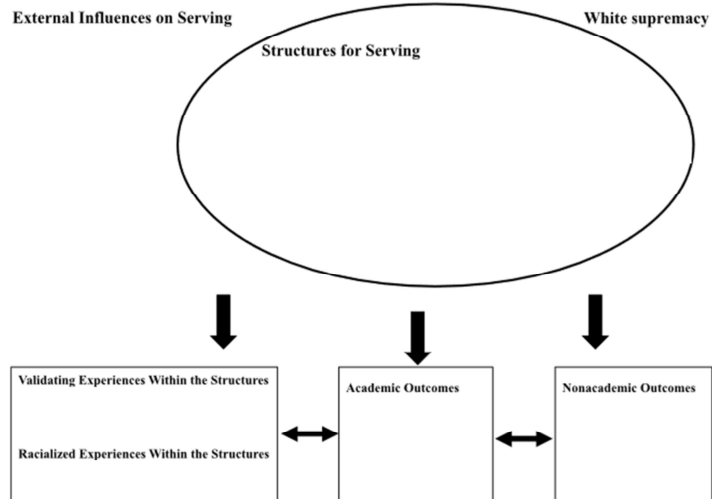 External Influences on Serving
White supremacy
Structures for Serving
Validating Experiences Within the Structures
Racialized Experiences Within the Structures
Academic Outcomes
Nonacademic Outcomes